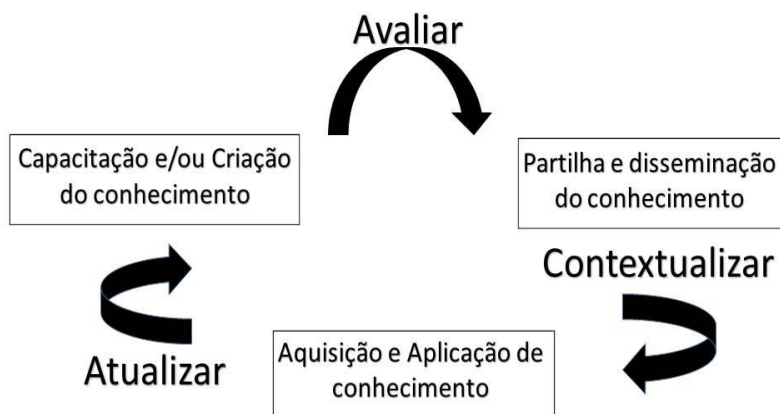 Avaliar
Capacitação e/ou Criação
do conhecimento
Partilha e disseminação
do conhecimento
Contextualizar
Atualizar
Aquisição e Aplicação de
conhecimento